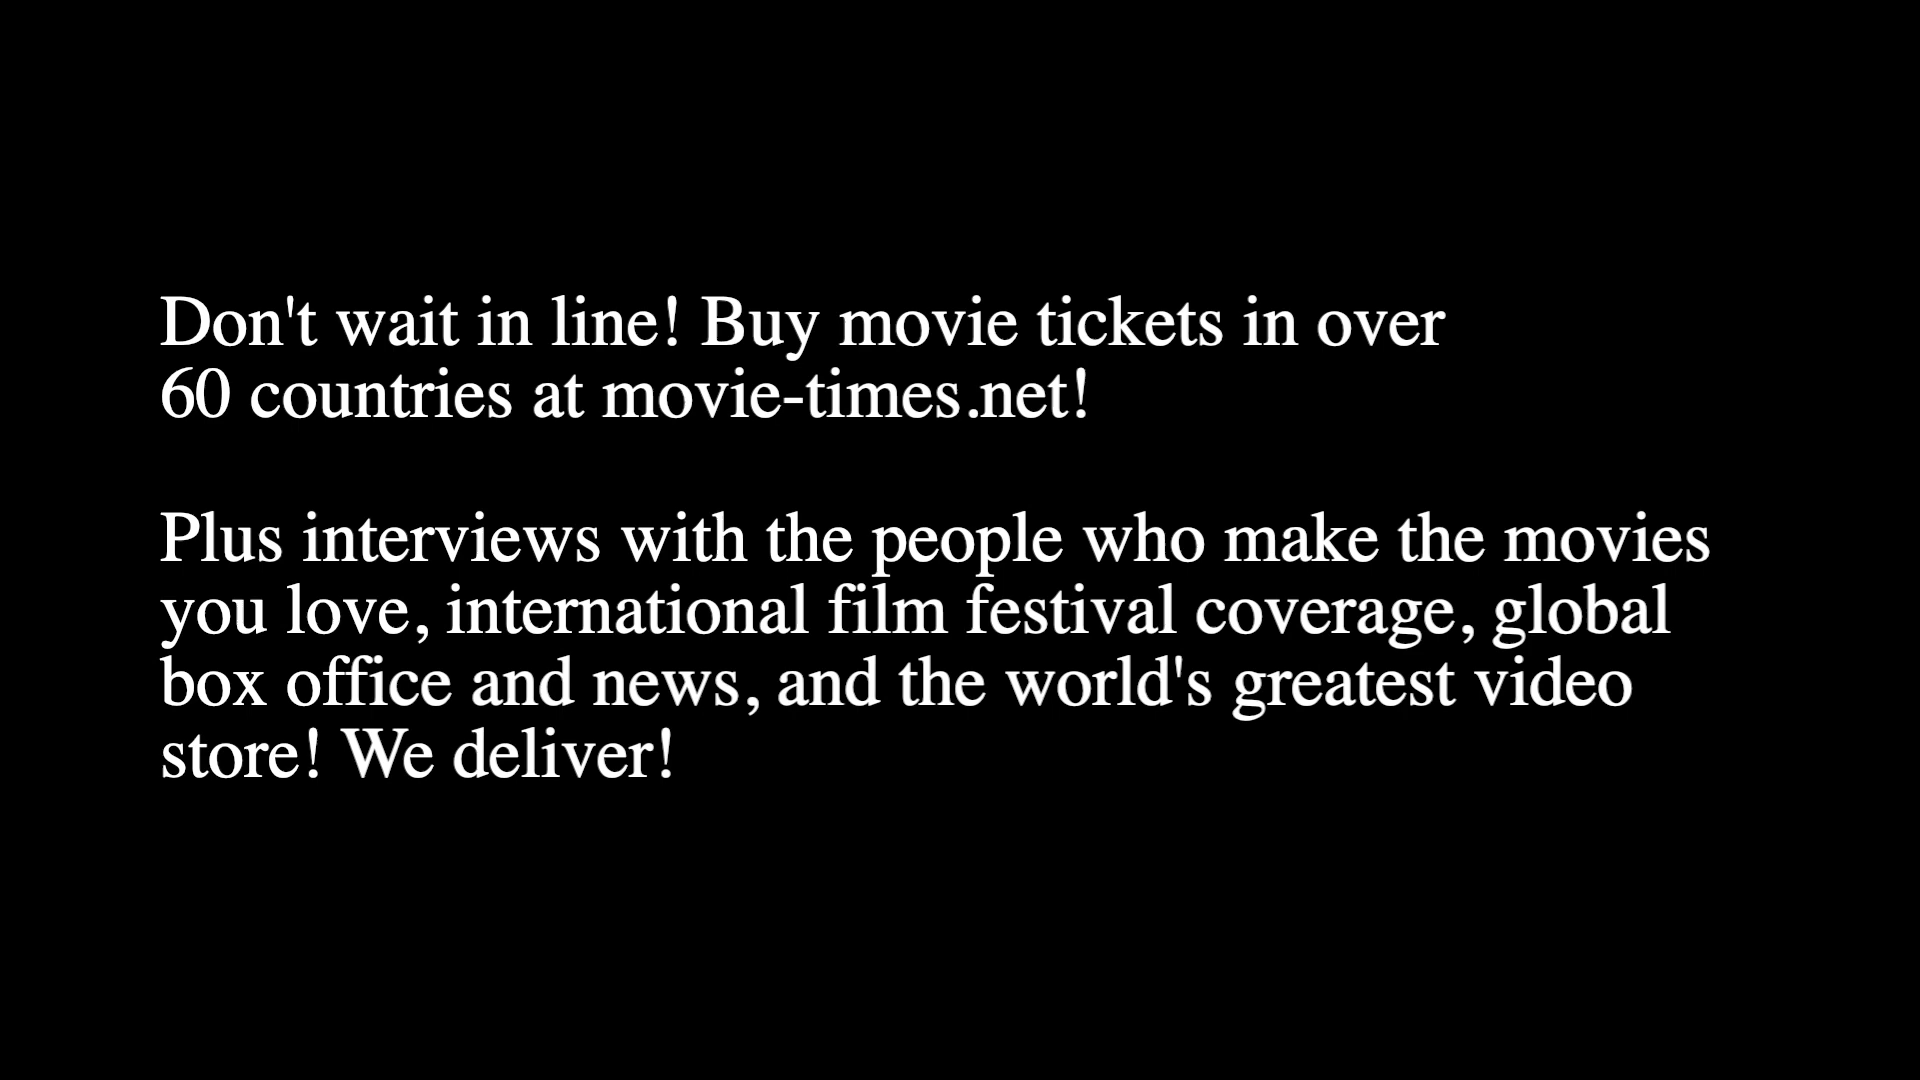 Don't wait in line! Buy movie tickets in over
60 countries at movie-times.net!
Plus interviews with the people who make the movies
you love, international film festival coverage, global
box office and news, and the world's greatest video
store! We deliver!